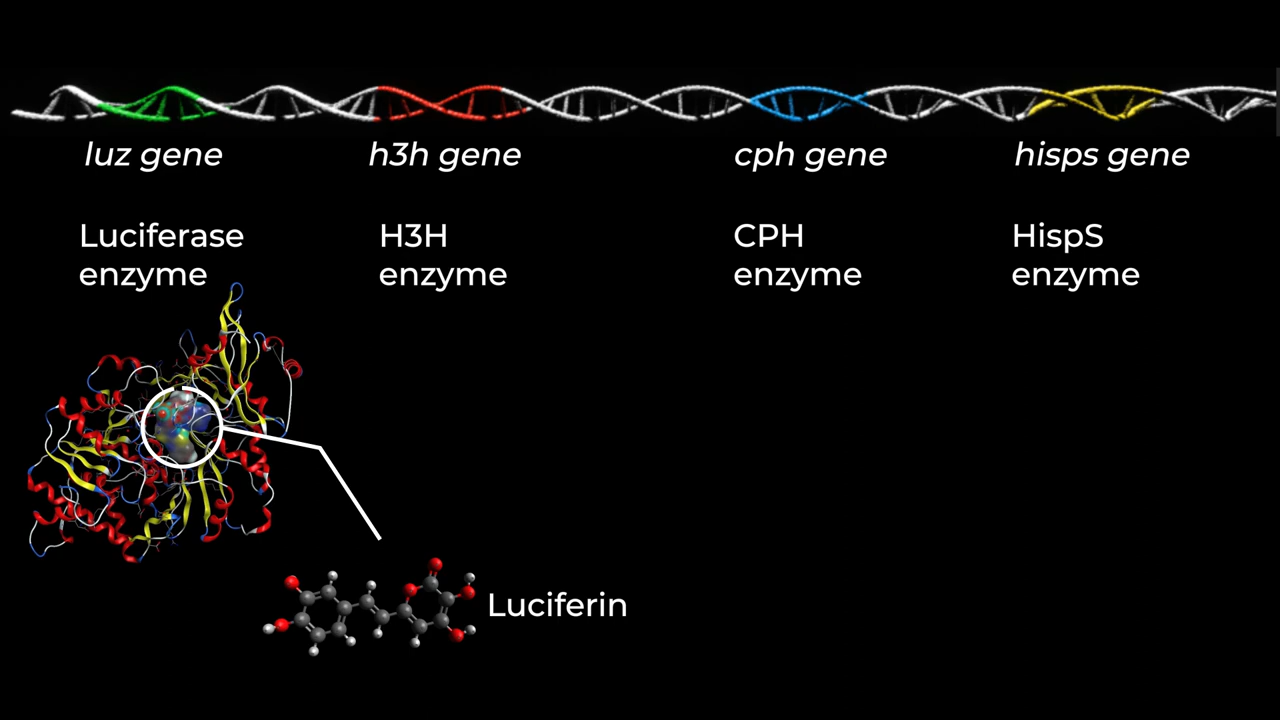 luz gene
h3h gene
cph gene
hisps gene
Luciferase
enzyme
H3H
enzyme
CPH
enzyme
HispS
enzyme
Luciferin